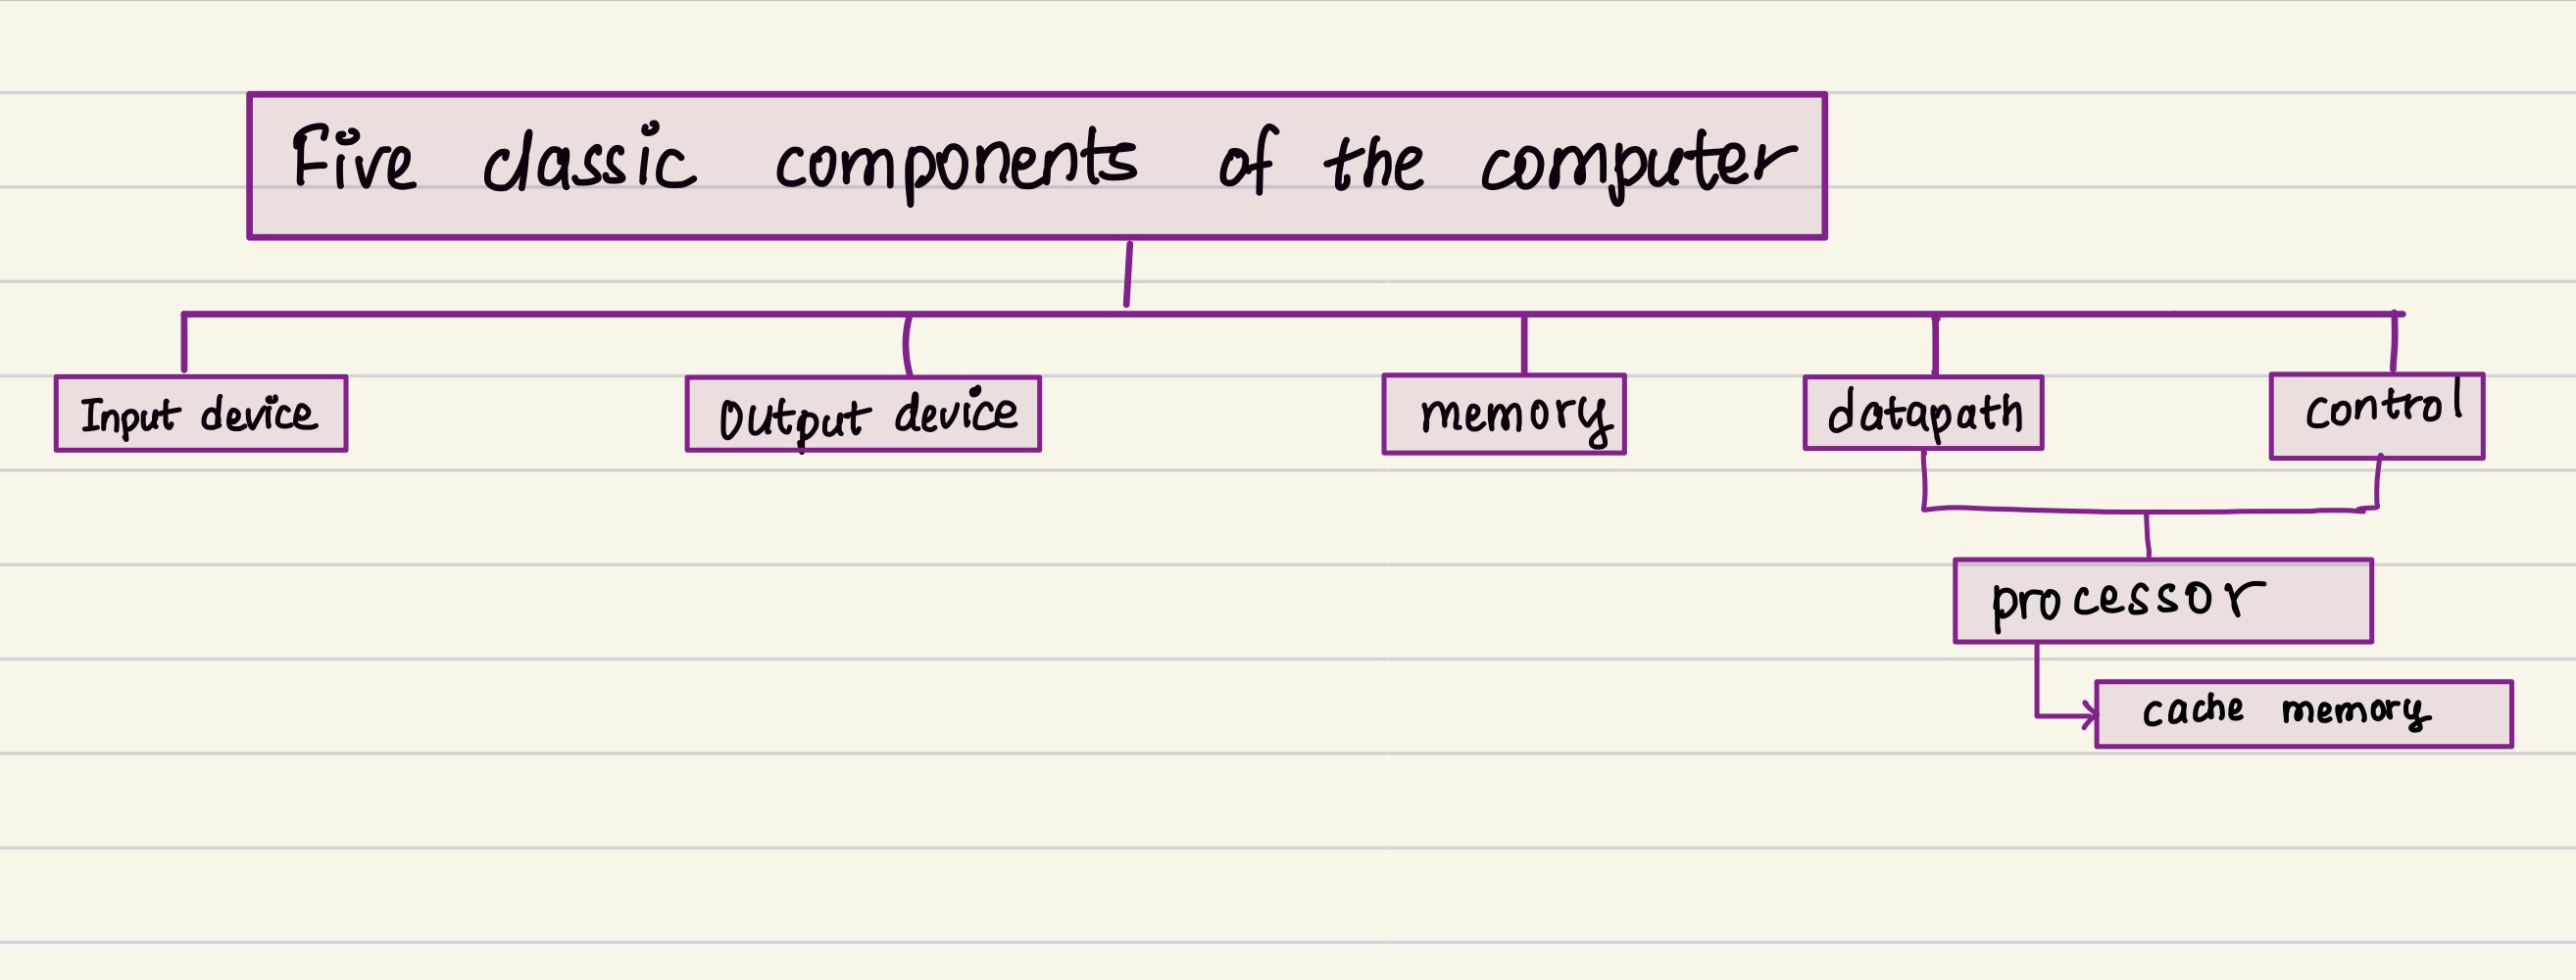 Five classic components of the computer
Input device
Output device
memory
datapath
control
processor
cache memory